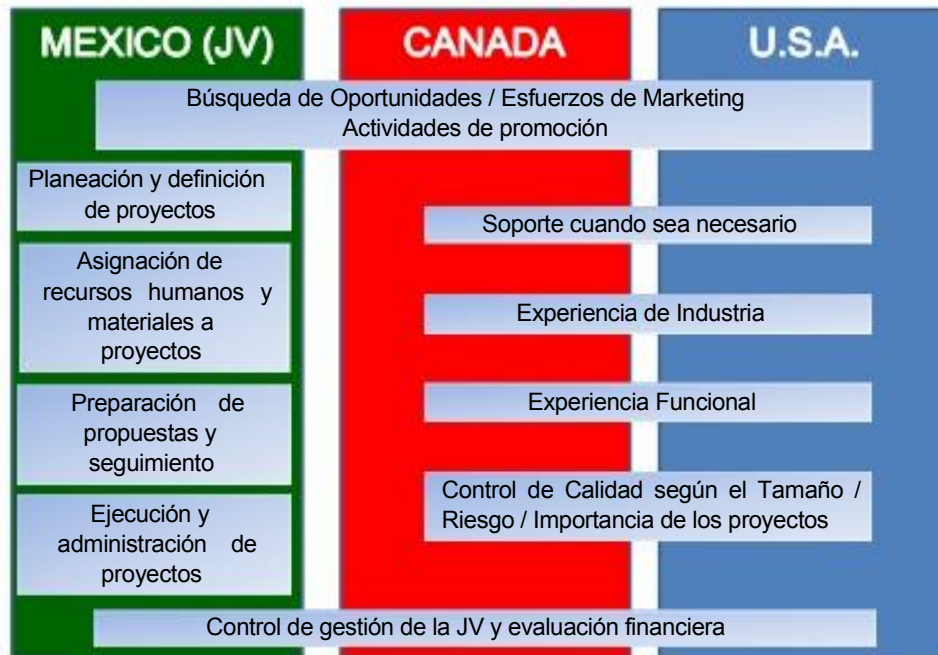 MEXICO (JV)
CANADA
U.S.A.
Búsqueda de Oportunidades / Esfuerzos de Marketing
Actividades de promoción
Planeación y definición
de proyectos
Asignación de
recursos humanos y
materiales a
proyectos
Preparación de
propuestas y
seguimiento
Ejecución y
administración de
proyectos
Soporte cuando sea necesario
Experiencia de Industria
Experiencia Funcional
Control de Calidad según el Tamaño /
Riesgo / Importancia de los proyectos
Control de gestión de la JV y evaluación financiera